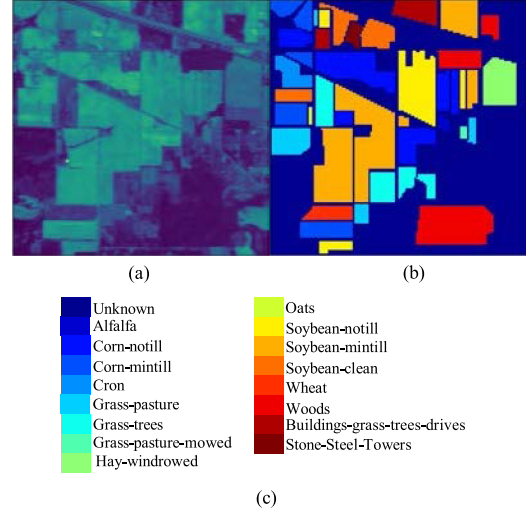 (a)
(b)
Unknown
Alfalfa
Corn-notill
Corn-mintill
Cron
Grass-pasture
Grass-trees
Grass-pasture-mowed
Hay-windrowed
Oats
Soybean-notill
Soybean-mintill
Soybean-clean
Wheat
Woods
Buildings-grass-trees-drives
Stone-Steel-Towers
(c)